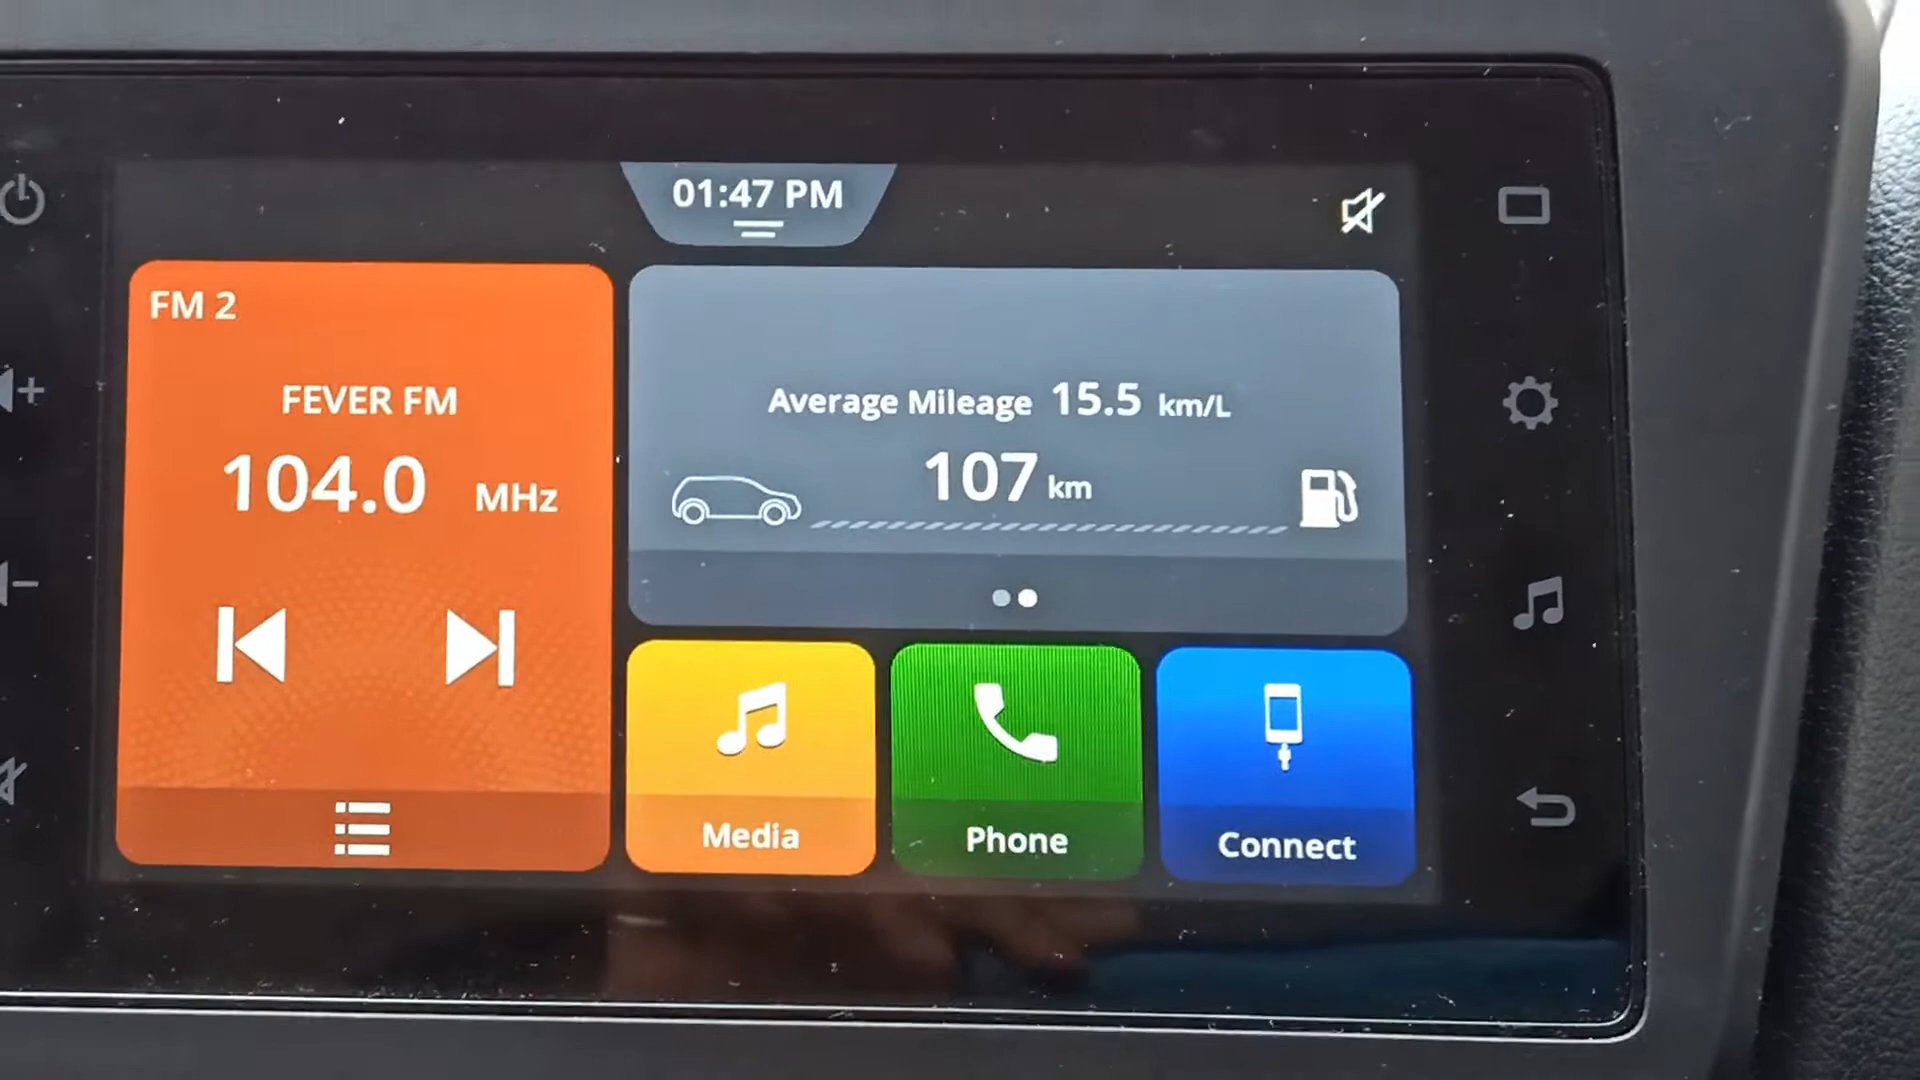 01:47 PM
FM 2
FEVER FM
104.0 MHz
Average Mileage 15.5 km/L
107 km
Media
Phone
Connect